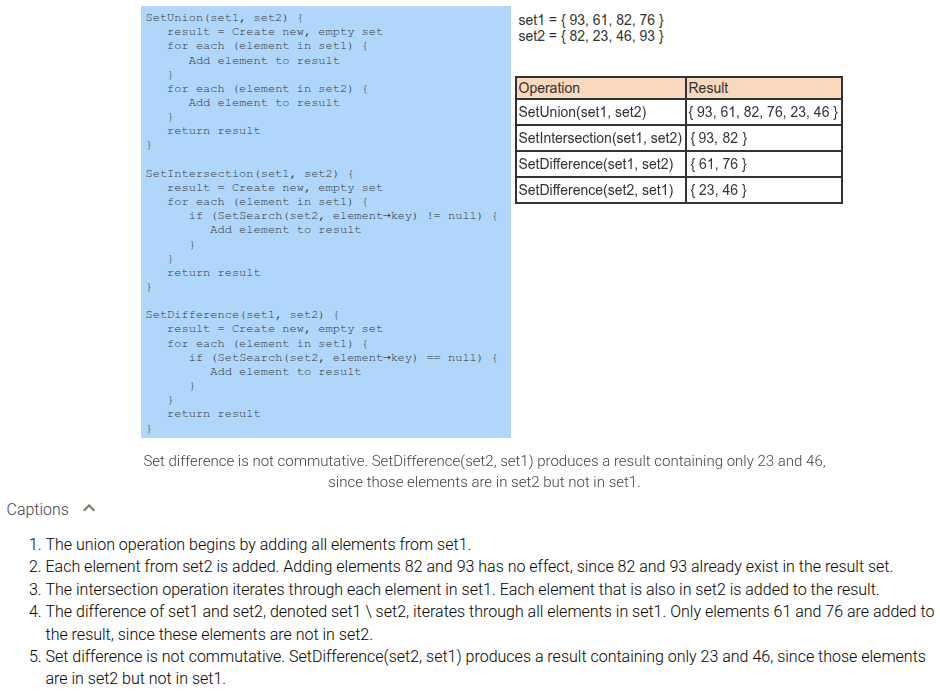 SetUnion(set1, set2) {
   result = Create new, empty set
   for each (element in set1) {
      Add element to result
   }
   for each (element in set2) {
      Add element to result
   }
   return result
}
SetIntersection(set1, set2) {
   result = Create new, empty set
   for each (element in set1) {
      if (SetSearch(set2, element→key) != null) {
         Add element to result
      }
   }
   return result
}
SetDifference(set1, set2) {
   result = Create new, empty set
   for each (element in set1) {
      if (SetSearch(set2, element→key) == null) {
         Add element to result
      }
   }
   return result
}
set1 = { 93, 61, 82, 76 }
set2 = { 82, 23, 46, 93 }
Operation Result
SetUnion(set1, set2) { 93, 61, 82, 76, 23, 46 }
SetIntersection(set1, set2) { 93, 82 }
SetDifference(set1, set2) { 61, 76 }
SetDifference(set2, set1) { 23, 46 }
Set difference is not commutative. SetDifference(set2, set1) produces a result containing only 23 and 46,
since those elements are in set2 but not in set1.
Captions
1. The union operation begins by adding all elements from set1.
2. Each element from set2 is added. Adding elements 82 and 93 has no effect, since 82 and 93 already exist in the result set.
3. The intersection operation iterates through each element in set1. Each element that is also in set2 is added to the result.
4. The difference of set1 and set2, denoted set1 \ set2, iterates through all elements in set1. Only elements 61 and 76 are added to
the result, since these elements are not in set2.
5. Set difference is not commutative. SetDifference(set2, set1) produces a result containing only 23 and 46, since those elements
are in set2 but not in set1.